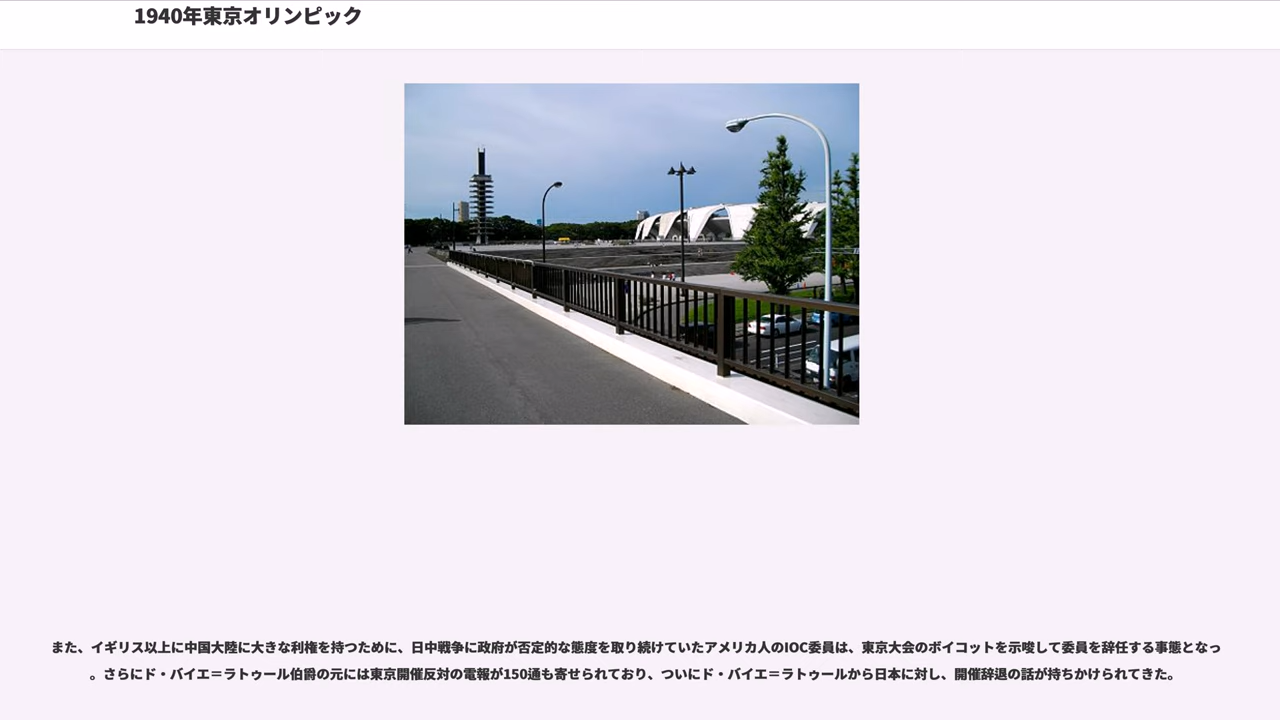 1940年東京オリンピック
また、イギリス以上に中国大陸に大きな利権を持つために、日中戦争に政府が否定的な態度を取り続けていたアメリカ人のIOC委員は、東京大会のボイコットを示唆して委員を辞任する事態となっ
。さらにド・バイエ＝ラトゥール伯爵の元には東京開催反対の電報が150通も寄せられており、ついにド・バイエ＝ラトゥールから日本に対し、開催辞退の話が持ちかけられてきた。